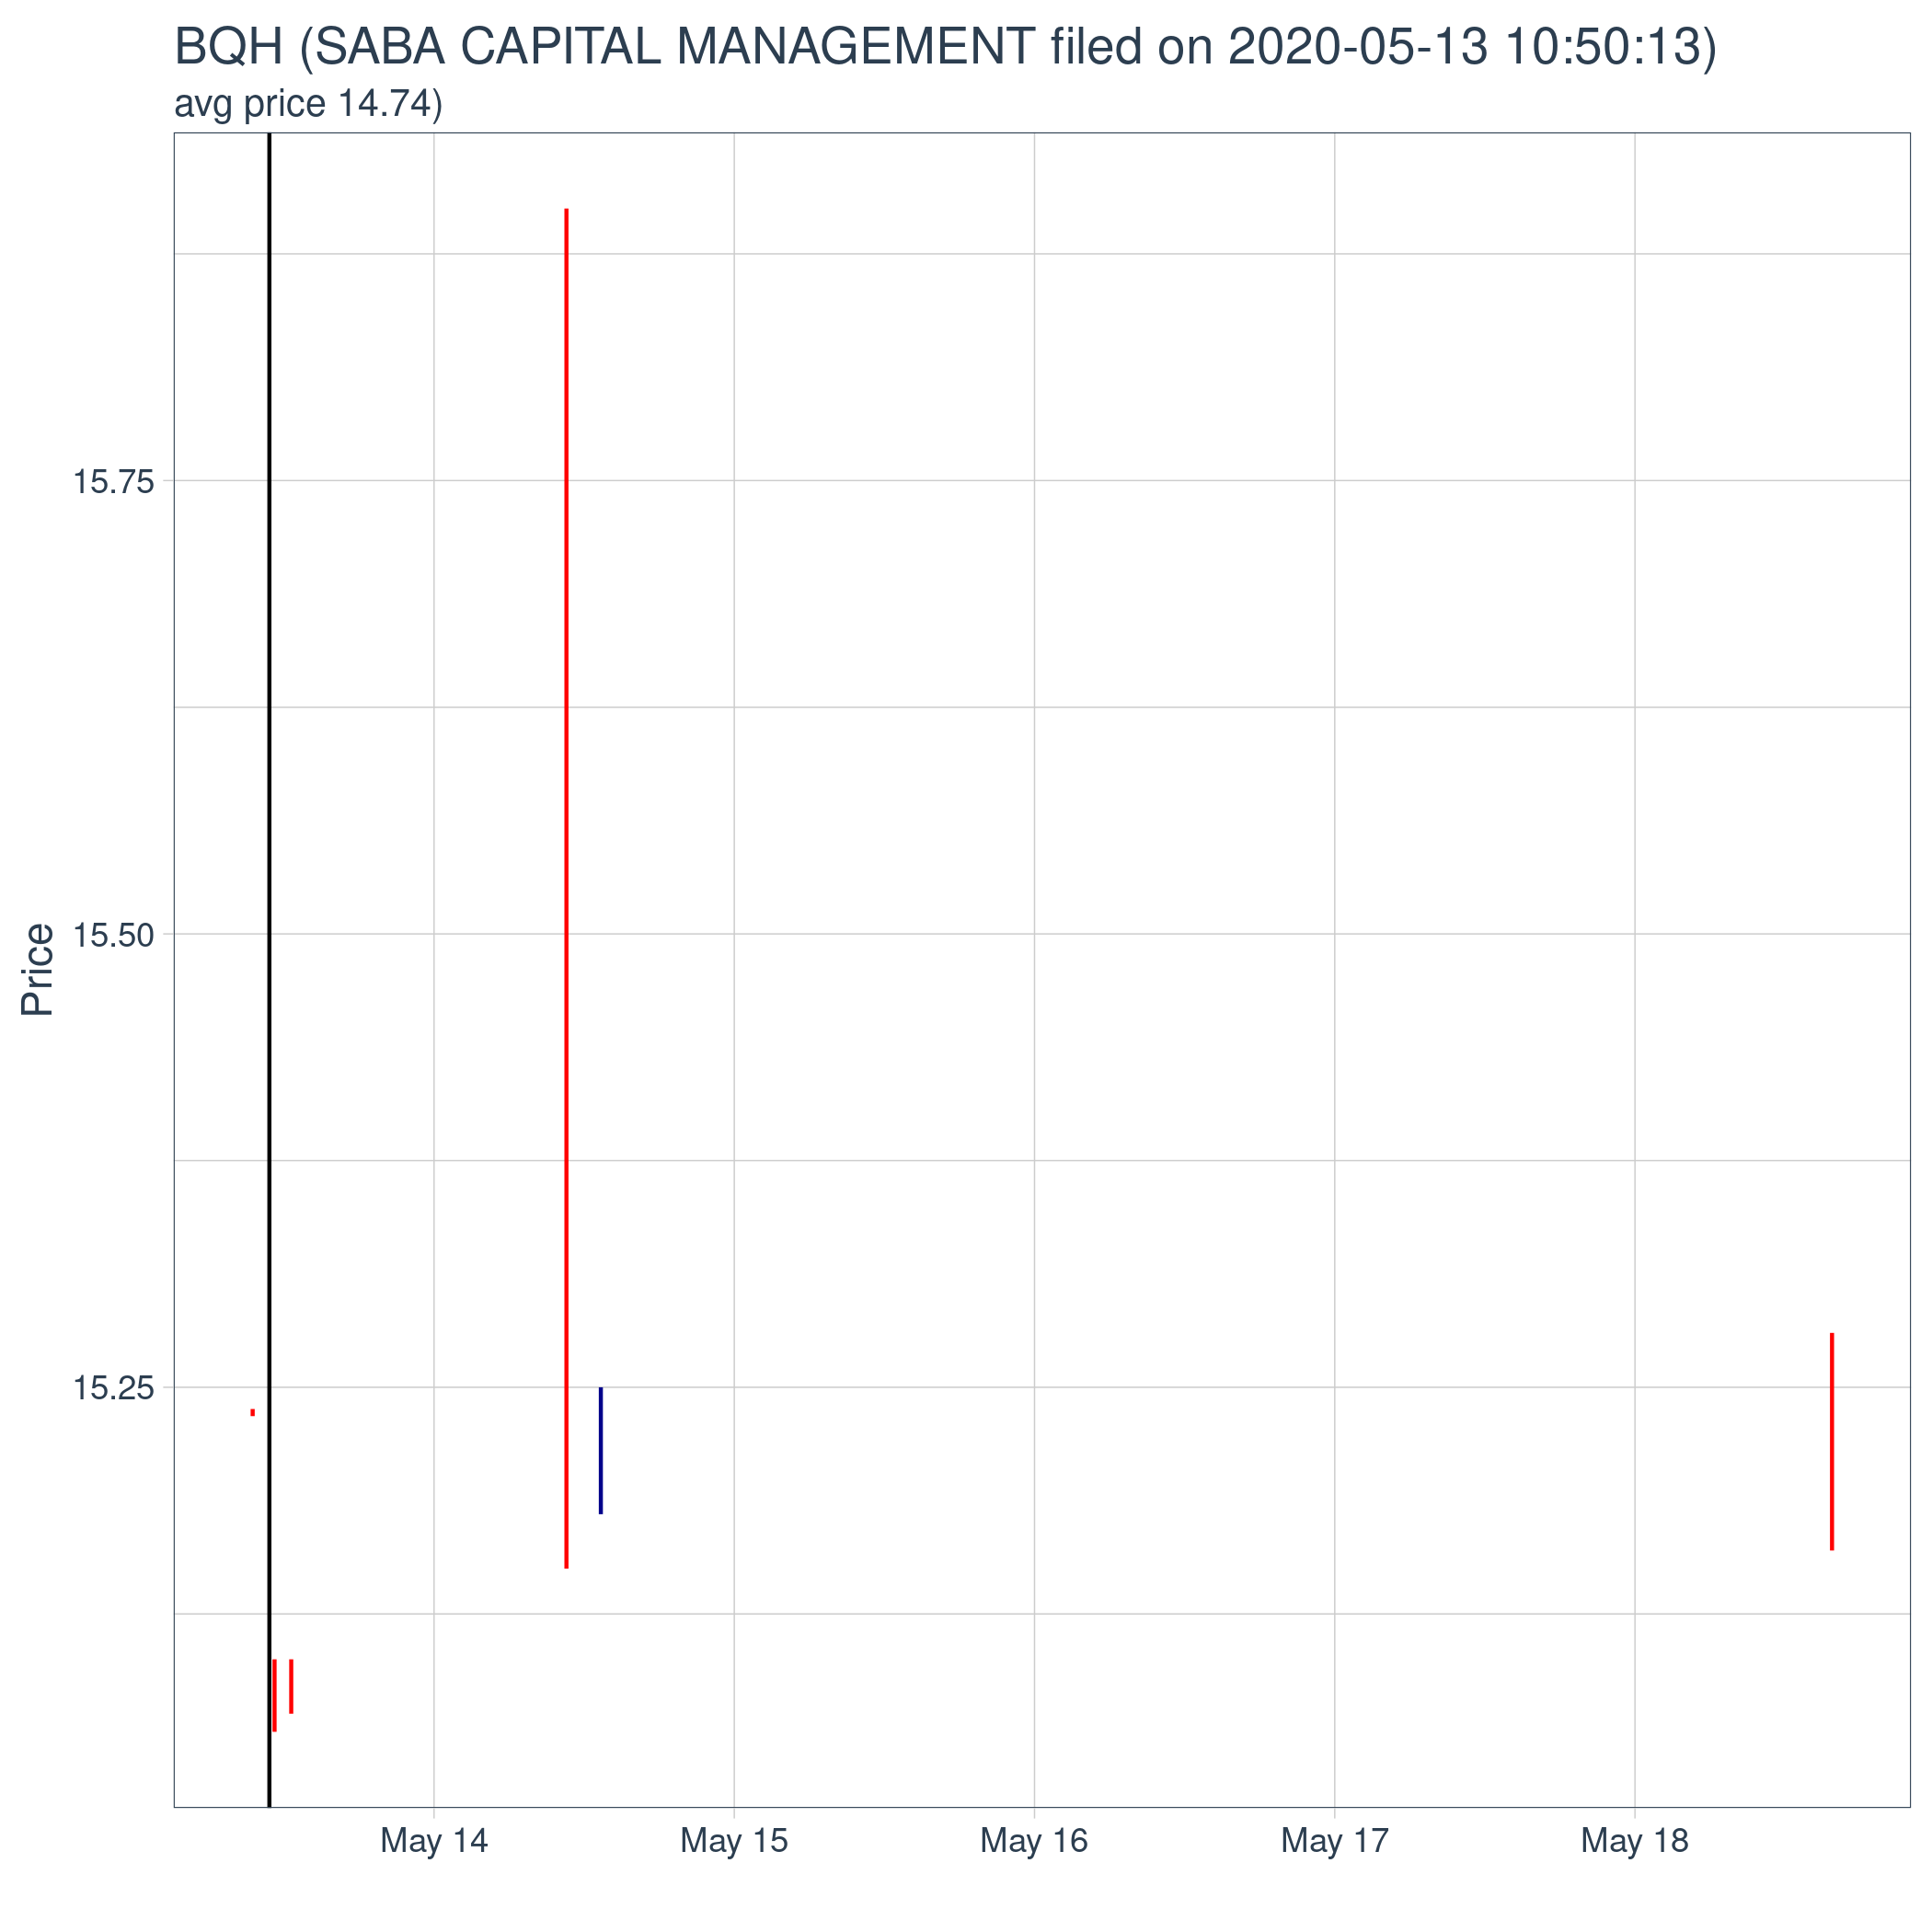 BQH (SABA CAPITAL MANAGEMENT filed on 2020-05-13 10:50:13)
avg price 14.74)
15.75
15.50
15.25
Price
May 14
May 15
May 16
May 17
May 18